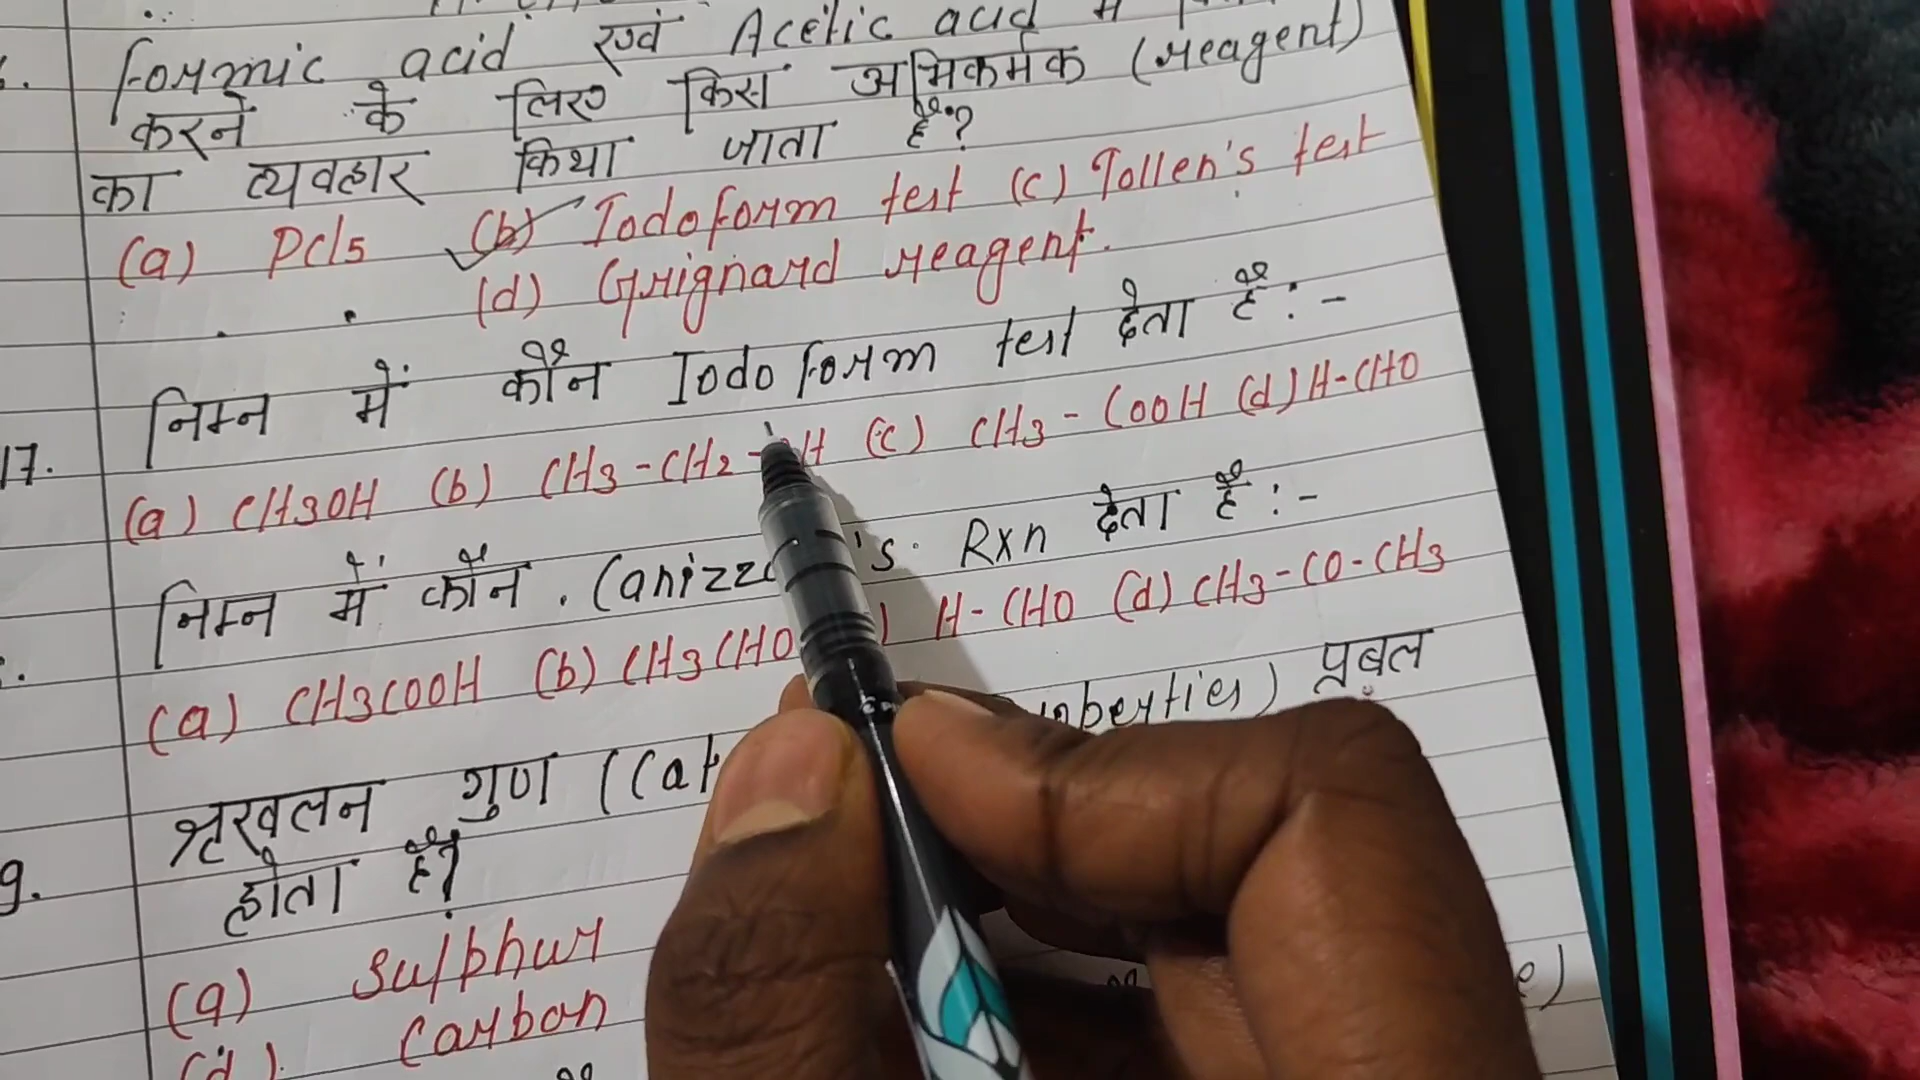 Formic acid एवं Acetic acid में
करने के लिए किस अभिकर्मक (reagent)
का व्यवहार किया जाता है?
(a) Pcl5 (b) Iodoform test (c) Tollen's test
(d) Grignard reagent.
17. निम्न में कौन Iodoform test देता है:-
(a) CH3OH (b) CH3-CH2-OH (c) CH3-COOH (d) H-CHO
निम्न में कौन. Rxn देता है:-
(a) CH3COOH (b) CH3CHO ) H-CHO (d) CH3-CO-CH3
श्रृखलन गुण (Cat प्रबल
9. होता है?
(a) Sulphur
(d). Carbon